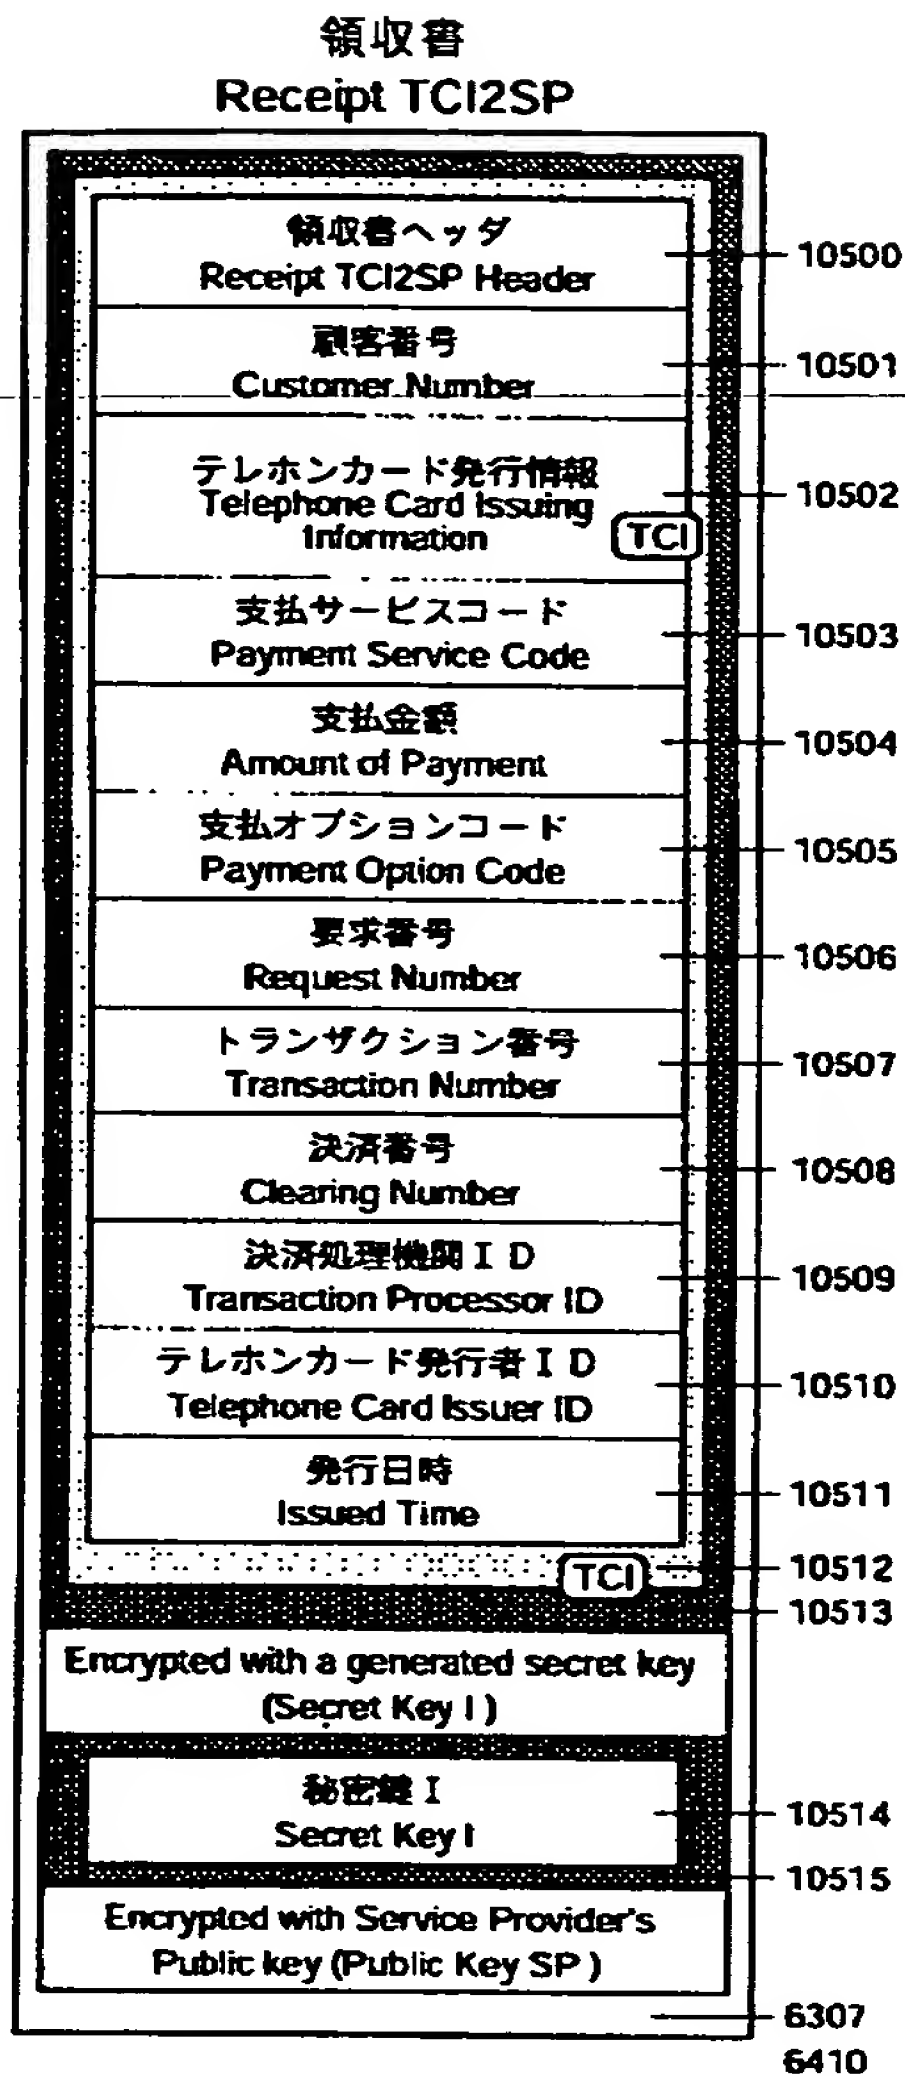 領収書
Receipt TCI2SP
領収書ヘッダ
Receipt TCI2SP Header
10500
顧客番号
Customer Number
10501
テレホンカード発行情報
Telephone Card Issuing
Information
TCI
10502
支払サービスコード
Payment Service Code
10503
支払金額
Amount of Payment
10504
支払オプションコード
Payment Option Code
10505
要求番号
Request Number
10506
トランザクション番号
Transaction Number
10507
決済番号
Clearing Number
10508
決済処理機関ID
Transaction Processor ID
10509
テレホンカード発行者ID
Telephone Card Issuer ID
10510
発行日時
Issued Time
10511
TCI
10512
10513
Encrypted with a generated secret key
(Secret Key I)
秘密鍵I
Secret Key I
10514
10515
Encrypted with Service Provider's
Public key (Public Key SP)
6307
6410